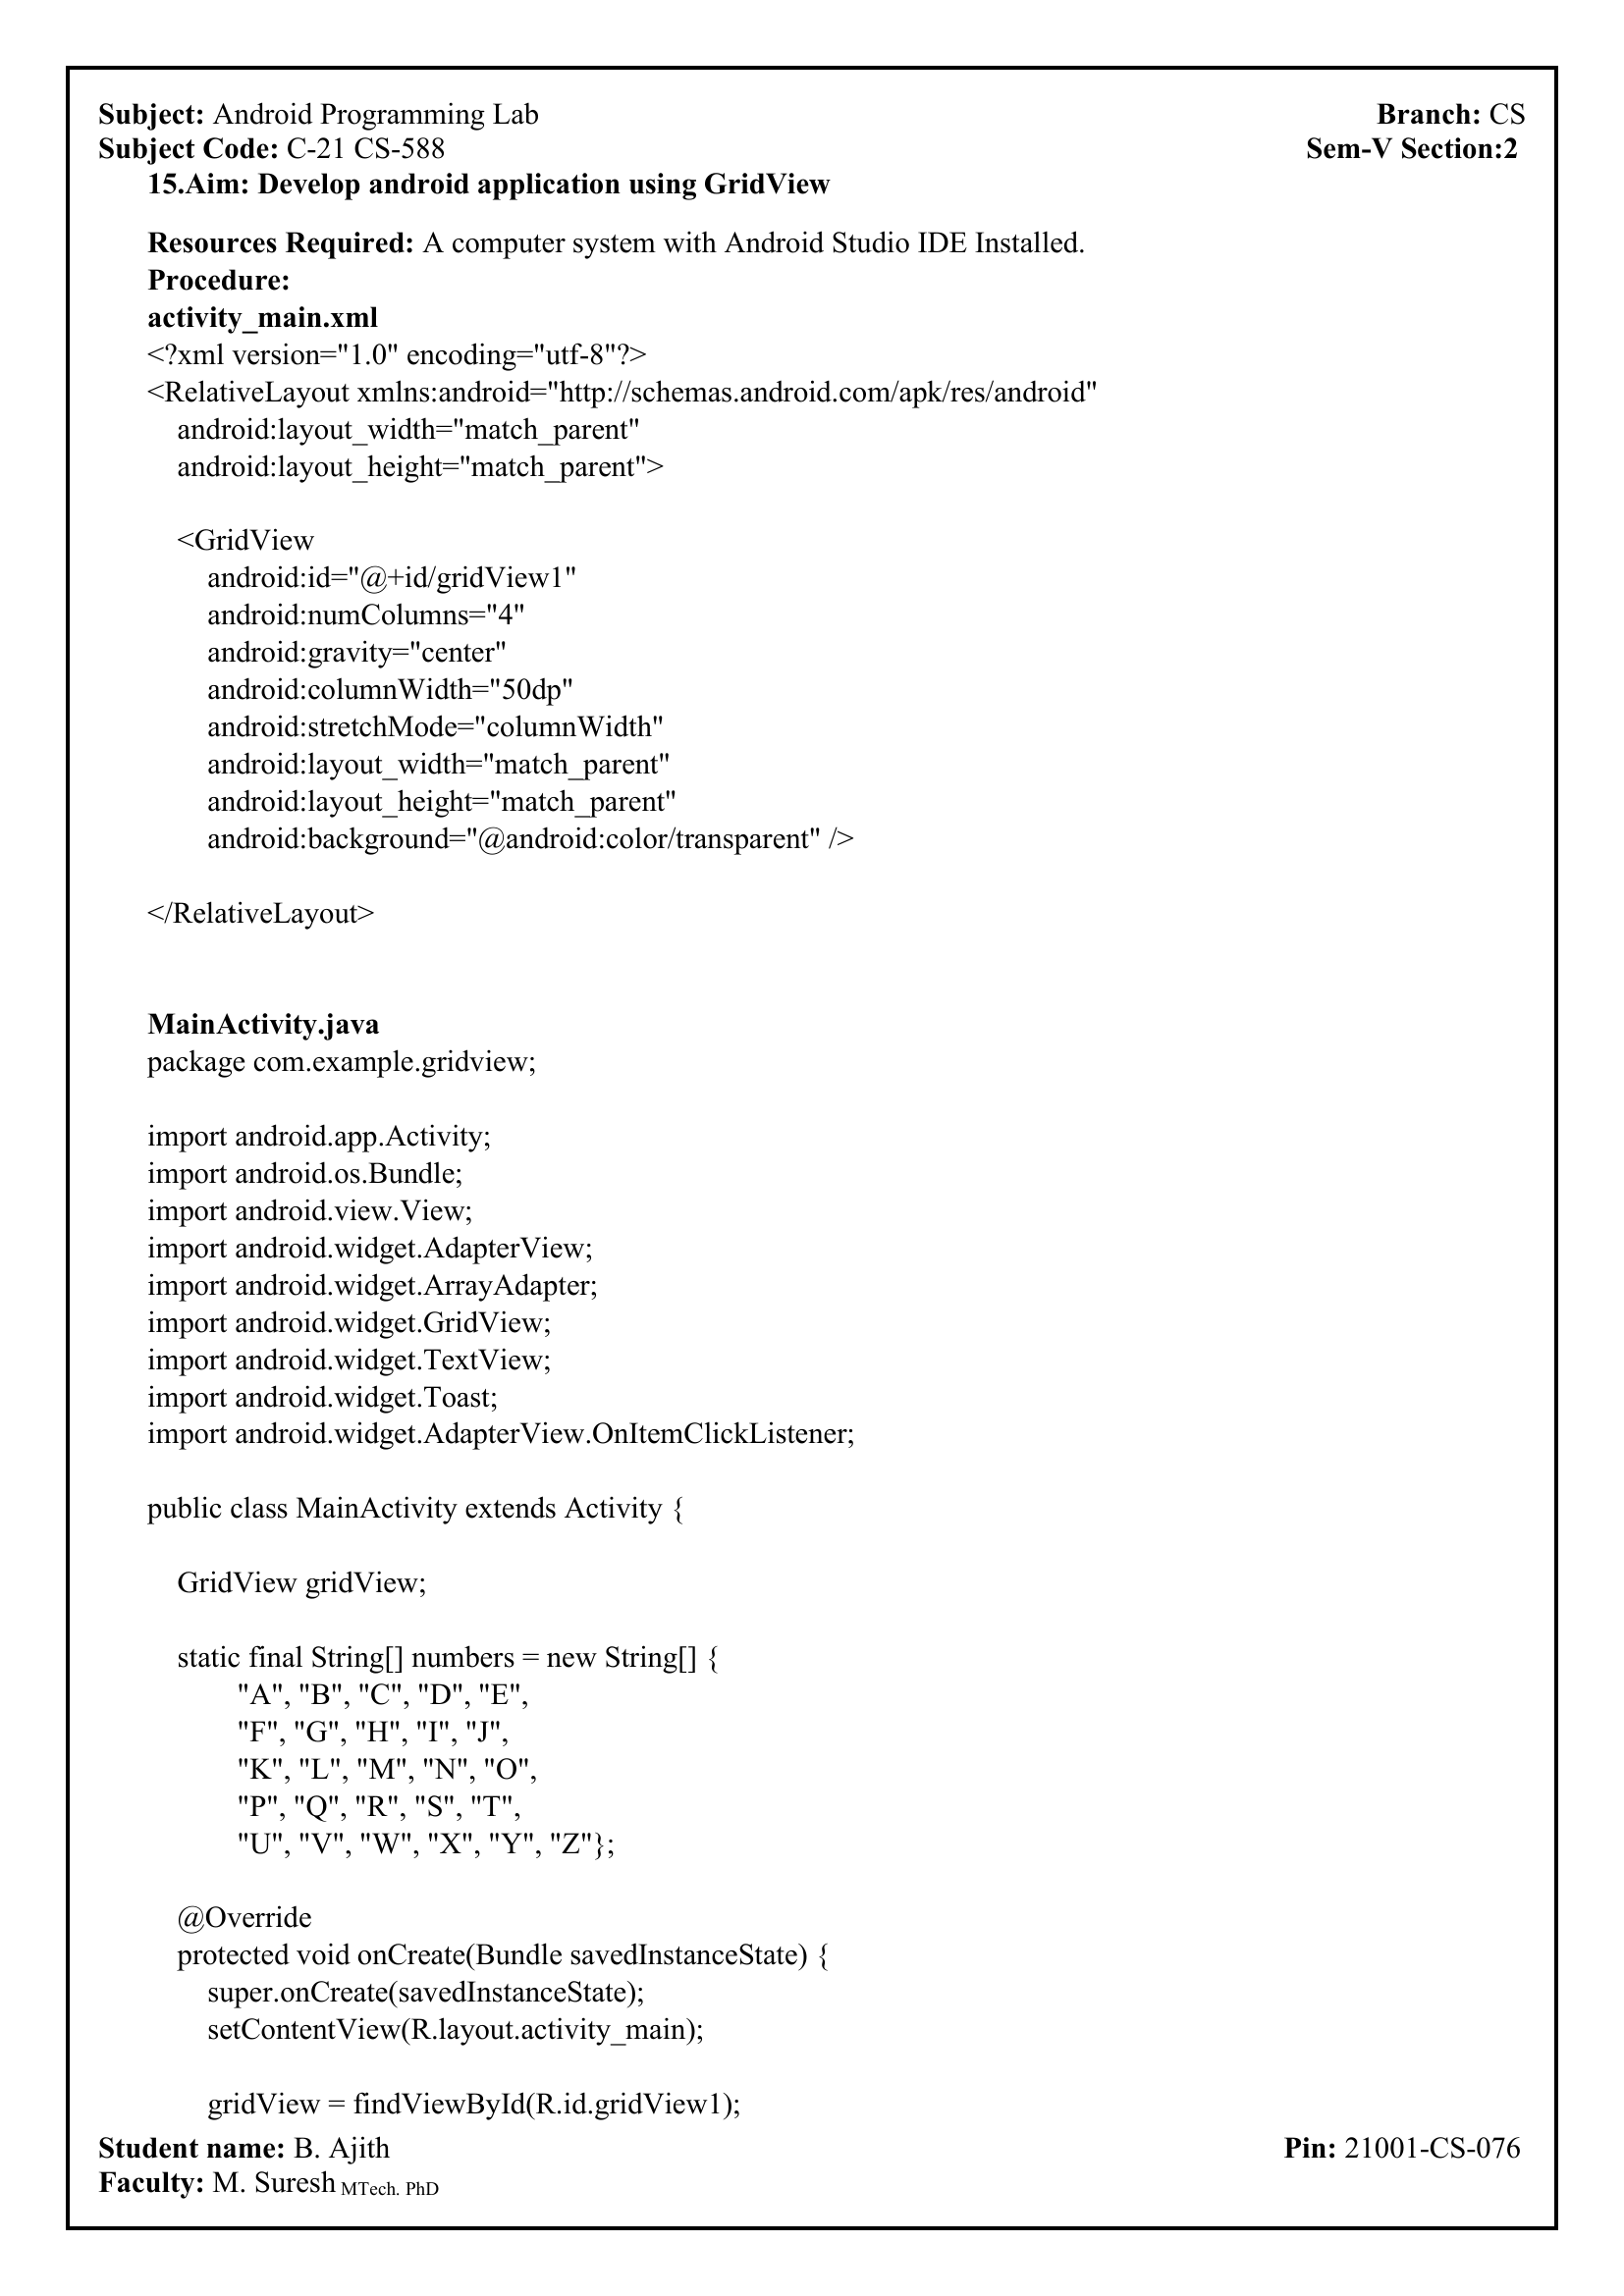 Subject: Android Programming Lab Branch: CS
Subject Code: C-21 CS-588 Sem-V Section:2
15.Aim: Develop android application using GridView
Resources Required: A computer system with Android Studio IDE Installed.
Procedure:
activity_main.xml
<?xml version="1.0" encoding="utf-8"?>
<RelativeLayout xmlns:android="http://schemas.android.com/apk/res/android"
    android:layout_width="match_parent"
    android:layout_height="match_parent">

    <GridView
        android:id="@+id/gridView1"
        android:numColumns="4"
        android:gravity="center"
        android:columnWidth="50dp"
        android:stretchMode="columnWidth"
        android:layout_width="match_parent"
        android:layout_height="match_parent"
        android:background="@android:color/transparent" />

</RelativeLayout>

MainActivity.java
package com.example.gridview;

import android.app.Activity;
import android.os.Bundle;
import android.view.View;
import android.widget.AdapterView;
import android.widget.ArrayAdapter;
import android.widget.GridView;
import android.widget.TextView;
import android.widget.Toast;
import android.widget.AdapterView.OnItemClickListener;

public class MainActivity extends Activity {

    GridView gridView;

    static final String[] numbers = new String[] {
            "A", "B", "C", "D", "E",
            "F", "G", "H", "I", "J",
            "K", "L", "M", "N", "O",
            "P", "Q", "R", "S", "T",
            "U", "V", "W", "X", "Y", "Z"};

    @Override
    protected void onCreate(Bundle savedInstanceState) {
        super.onCreate(savedInstanceState);
        setContentView(R.layout.activity_main);

        gridView = findViewById(R.id.gridView1);
Student name: B. Ajith Pin: 21001-CS-076
Faculty: M. Suresh MTech. PhD